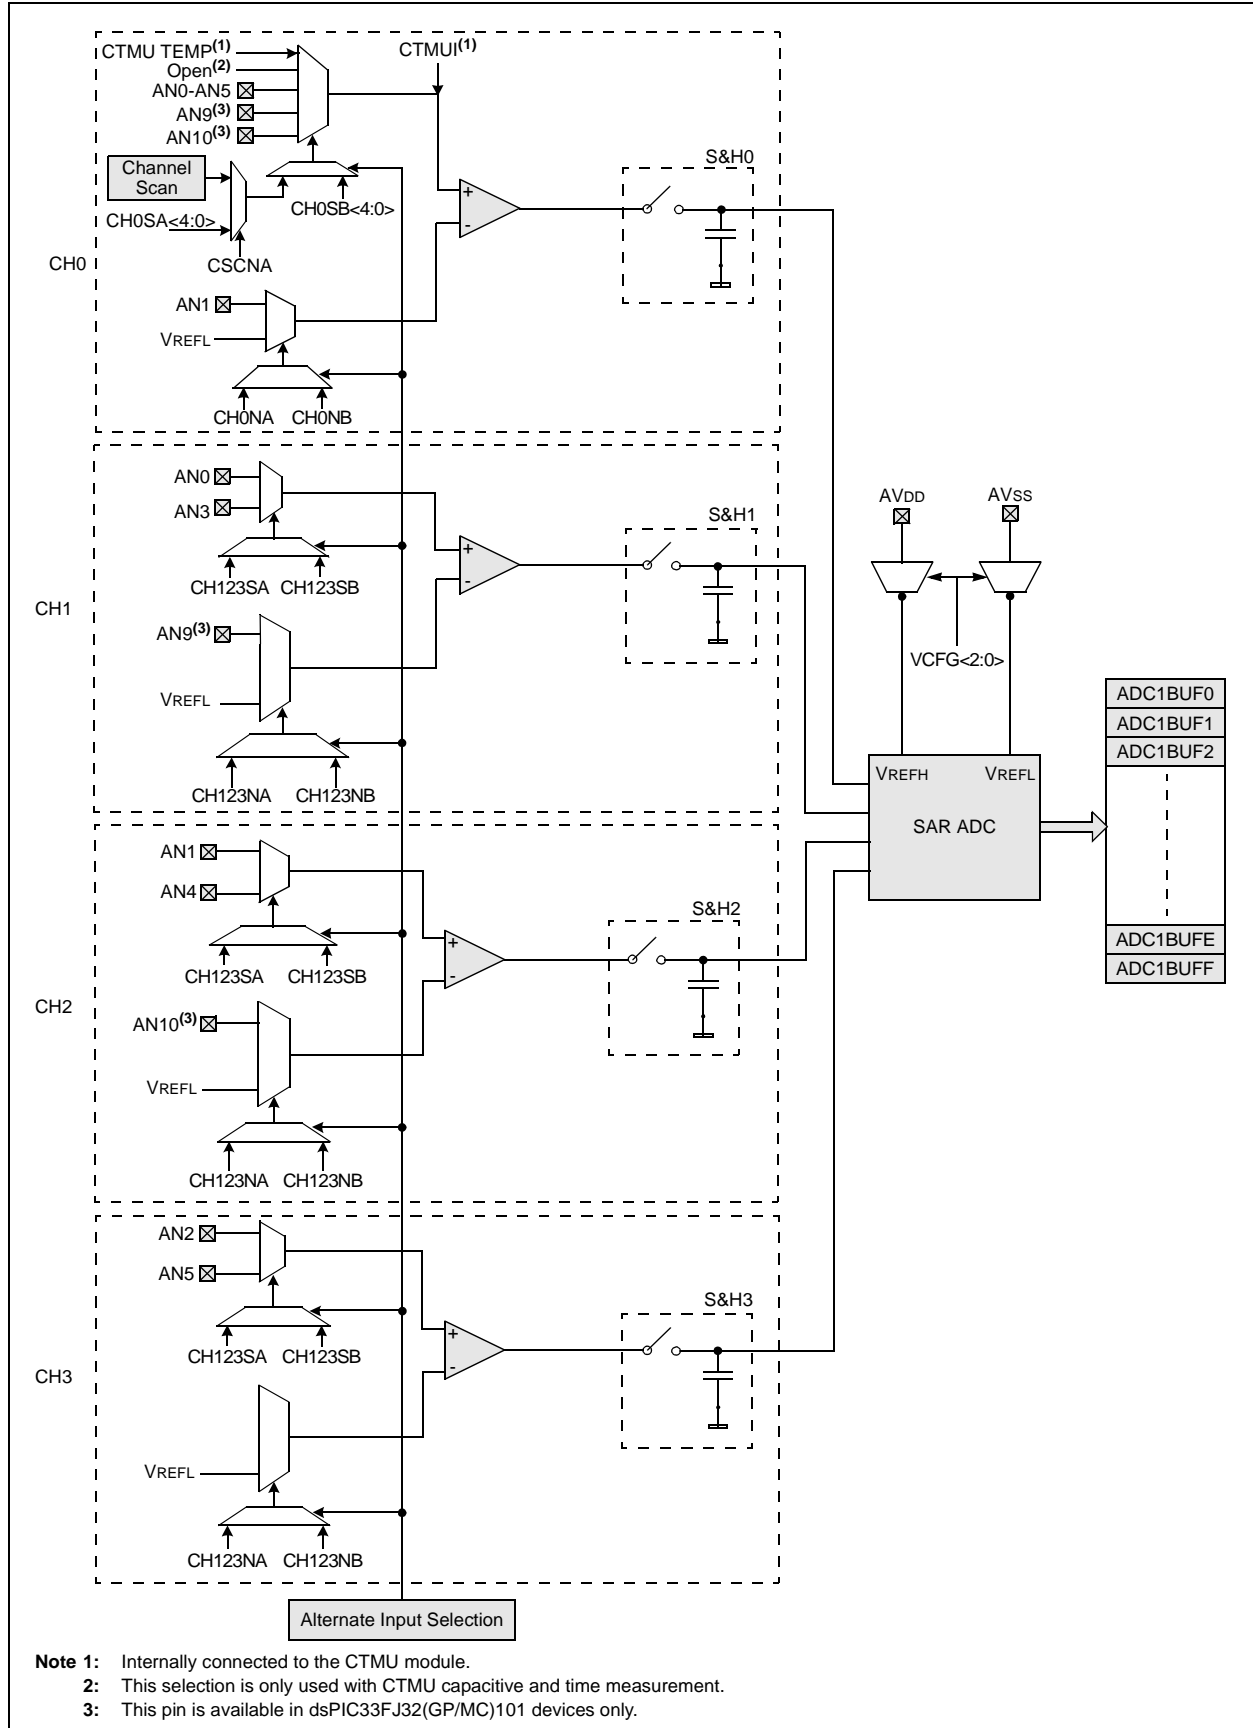 CTMU TEMP(1)
Open(2)
AN0-AN5
AN9(3)
AN10(3)
CTMUI(1)
Channel
Scan
CH0SA<4:0>
CH0SB<4:0>
CSCNA
+
-
S&H0
CH0
AN1
VREFL
CH0NA CH0NB
AN0
AN3
CH123SA CH123SB
+
-
S&H1
CH1
AN9(3)
VREFL
CH123NA CH123NB
AVDD AVSS
VCFG<2:0>
VREFH VREFL
SAR ADC
ADC1BUF0
ADC1BUF1
ADC1BUF2
ADC1BUFE
ADC1BUFF
AN1
AN4
CH123SA CH123SB
+
-
S&H2
CH2
AN10(3)
VREFL
CH123NA CH123NB
AN2
AN5
CH123SA CH123SB
+
-
S&H3
CH3
VREFL
CH123NA CH123NB
Alternate Input Selection
Note 1: Internally connected to the CTMU module.
2: This selection is only used with CTMU capacitive and time measurement.
3: This pin is available in dsPIC33FJ32(GP/MC)101 devices only.